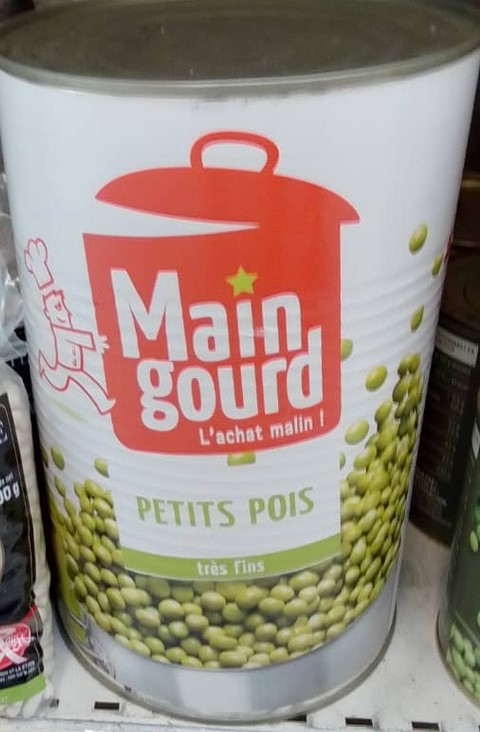 Main
gourd
L'achat malin !
PETITS POIS
très fins